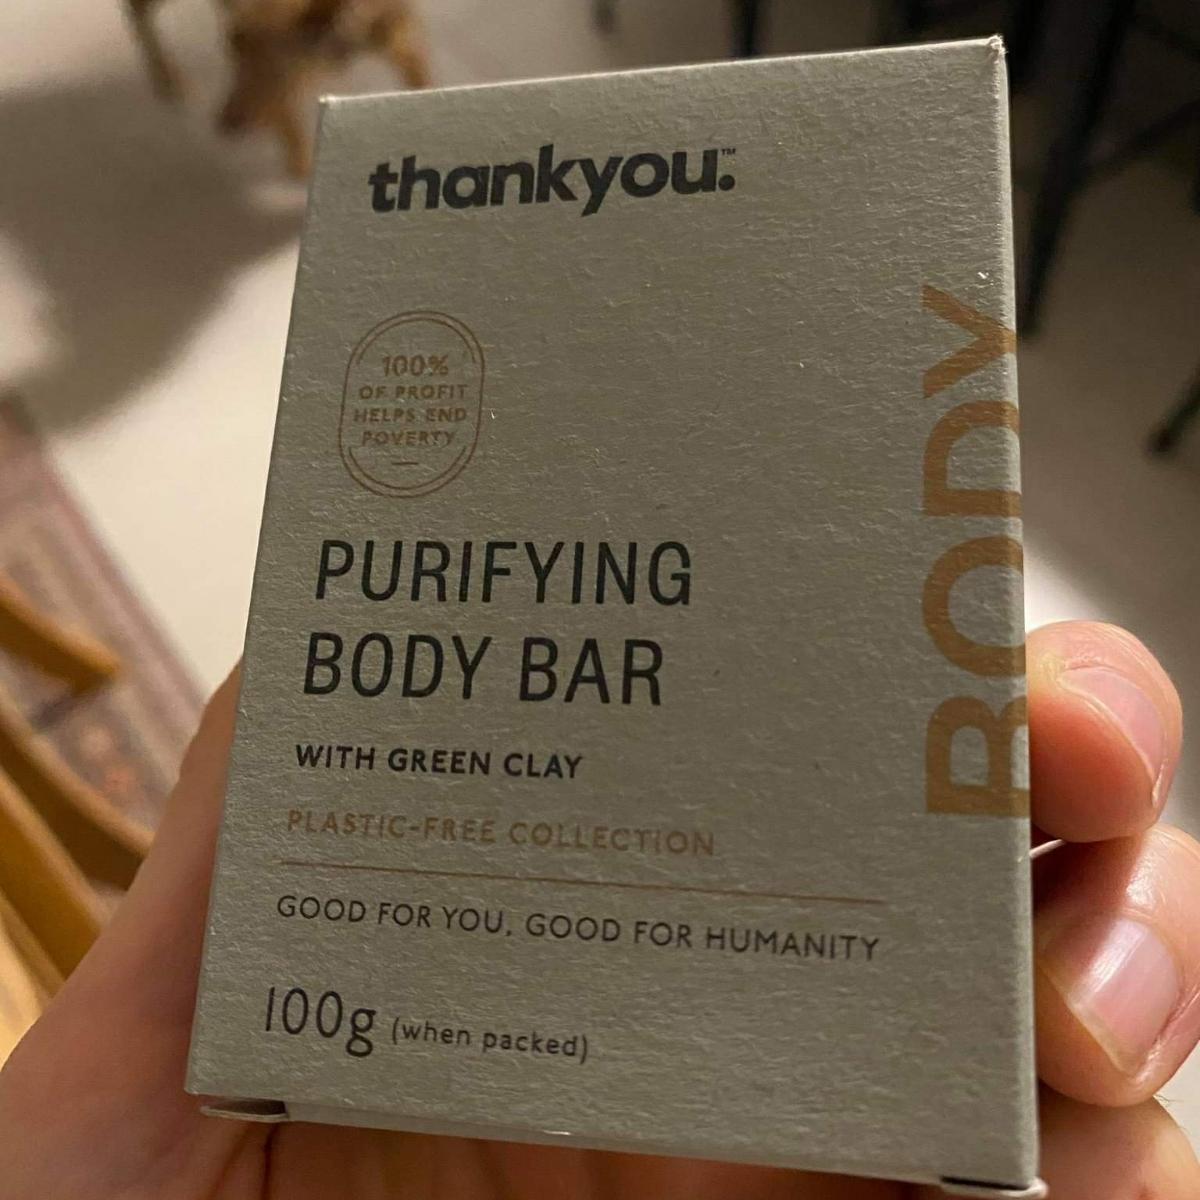 thankyou.™
100%
OF PROFIT
HELPS END
POVERTY
PURIFYING
BODY BAR
WITH GREEN CLAY
PLASTIC-FREE COLLECTION
GOOD FOR YOU, GOOD FOR HUMANITY
100g (when packed)
BODY